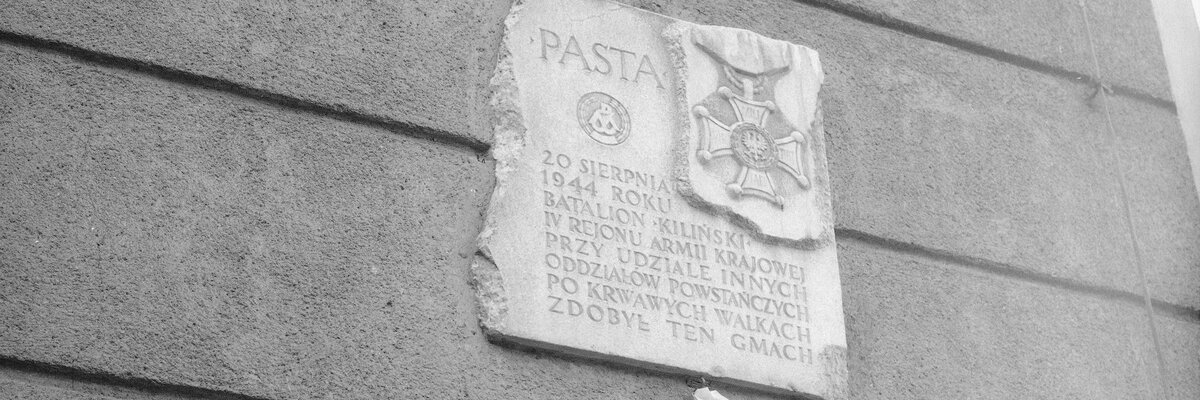 PASTA
20 SIERPNIA
1944 ROKU
BATALION ·KILIŃSKI·
IV REJONU ARMII KRAJOWEJ
PRZY UDZIALE INNYCH
ODDZIAŁÓW POWSTAŃCZYCH
PO KRWAWYCH WALKACH
ZDOBYŁ TEN GMACH